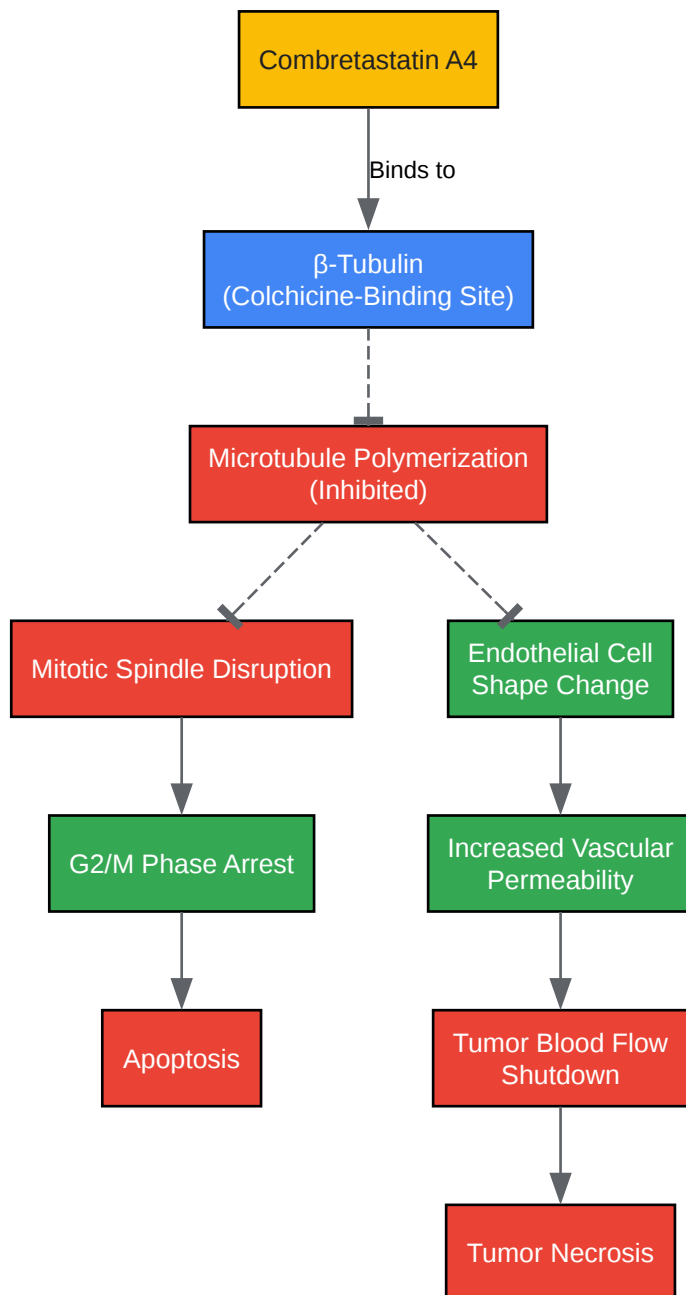 Combretastatin A4
Binds to
β-Tubulin
(Colchicine-Binding Site)
Microtubule Polymerization
(Inhibited)
Mitotic Spindle Disruption
Endothelial Cell
Shape Change
G2/M Phase Arrest
Increased Vascular
Permeability
Apoptosis
Tumor Blood Flow
Shutdown
Tumor Necrosis